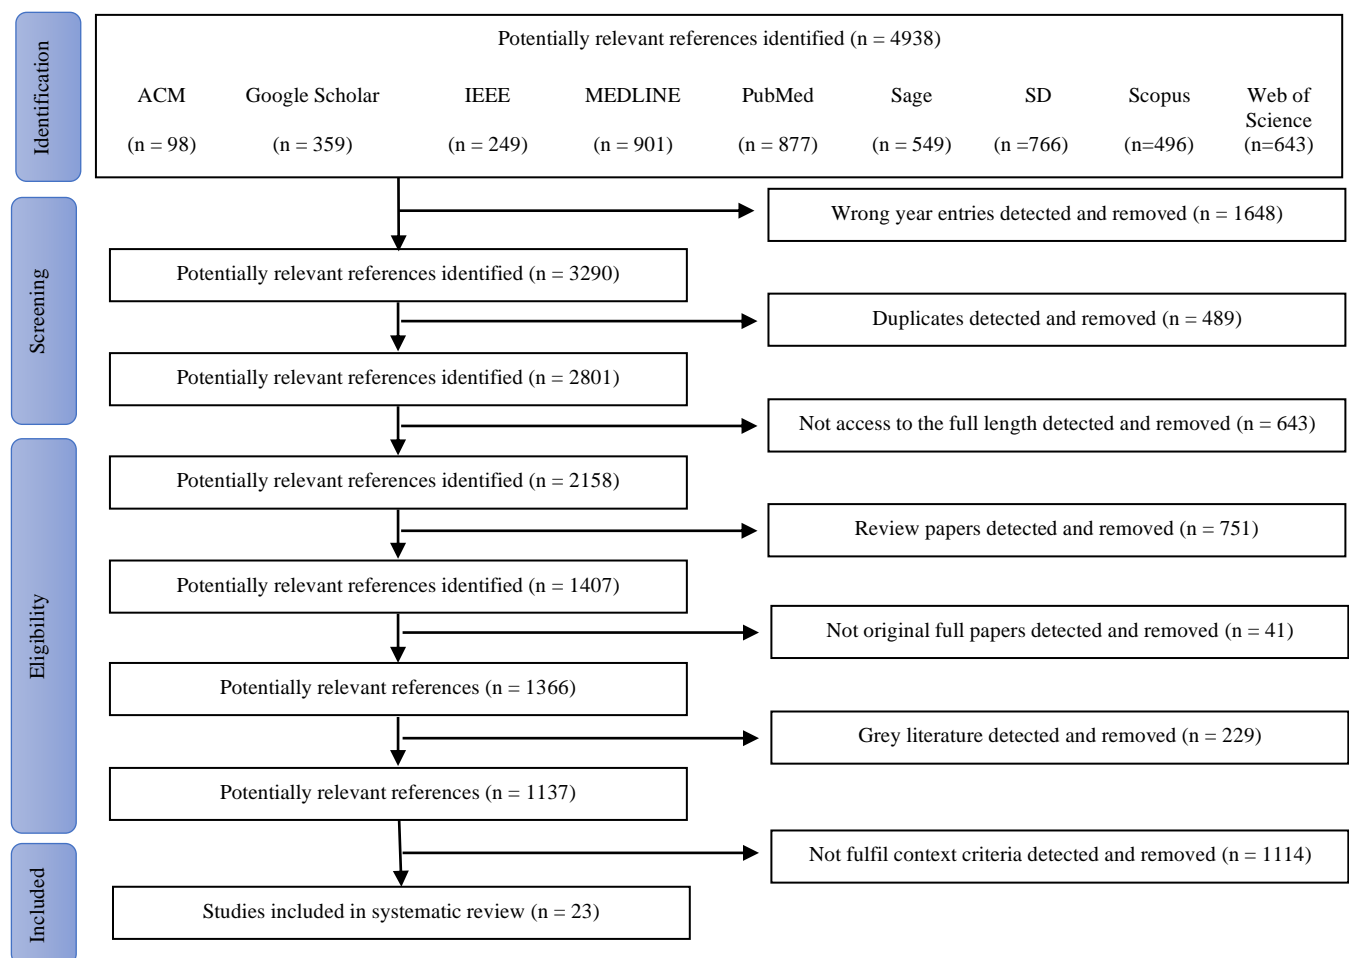 Identification
Potentially relevant references identified (n = 4938)
ACM Google Scholar IEEE MEDLINE PubMed Sage SD Scopus Web of
Science
(n = 98) (n = 359) (n = 249) (n = 901) (n = 877) (n = 549) (n =766) (n=496) (n=643)
Wrong year entries detected and removed (n = 1648)
Screening
Potentially relevant references identified (n = 3290)
Duplicates detected and removed (n = 489)
Potentially relevant references identified (n = 2801)
Not access to the full length detected and removed (n = 643)
Eligibility
Potentially relevant references identified (n = 2158)
Review papers detected and removed (n = 751)
Potentially relevant references identified (n = 1407)
Not original full papers detected and removed (n = 41)
Potentially relevant references (n = 1366)
Grey literature detected and removed (n = 229)
Potentially relevant references (n = 1137)
Not fulfil context criteria detected and removed (n = 1114)
Included
Studies included in systematic review (n = 23)